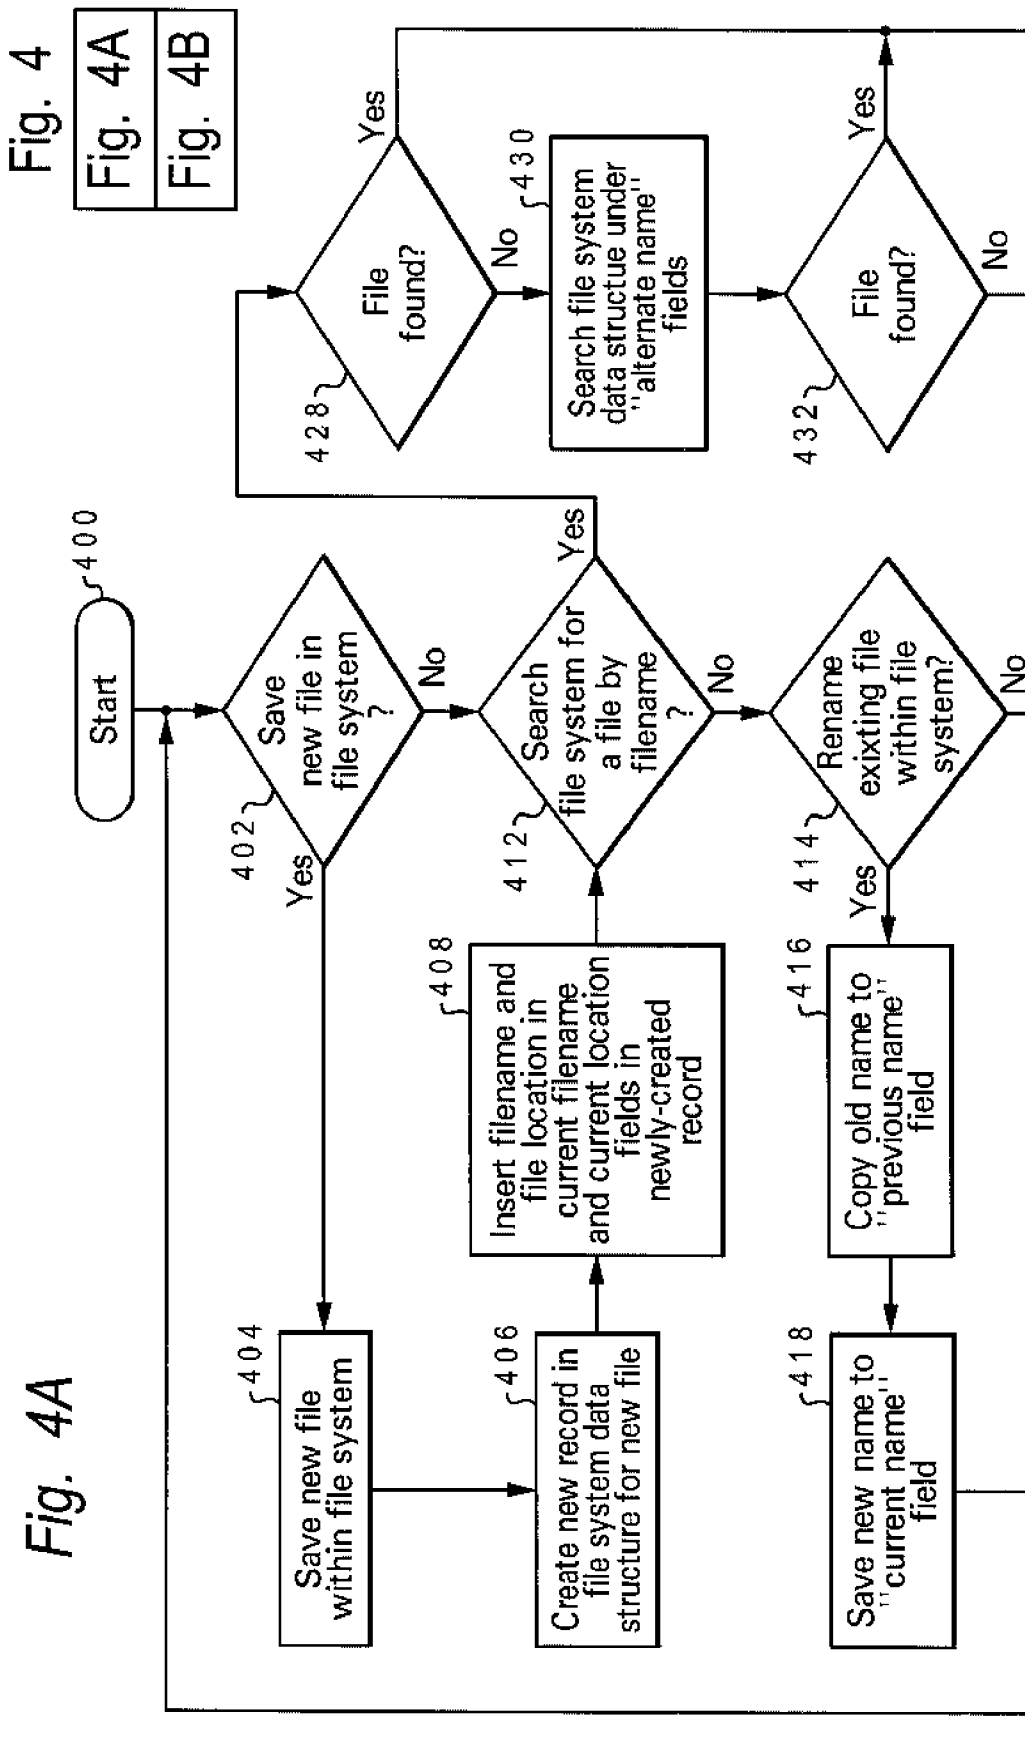 Fig. 4A
Fig. 4
Fig. 4A
Fig. 4B
Start
400
Save
new file in
file system
?
402
Yes
No
Save new file
within file system
404
Create new record in
file system data
structure for new file
406
Insert filename and
file location in
current filename
and current location
fields in
newly-created
record
408
Search
file system for
a file by
filename
?
412
Yes
No
File
found?
428
Yes
No
Search file system
data structue under
"alternate name"
fields
430
File
found?
432
Yes
No
Rename
exixting file
within file
system?
414
Yes
No
Copy old name to
"previous name"
field
416
Save new name to
"current name"
field
418